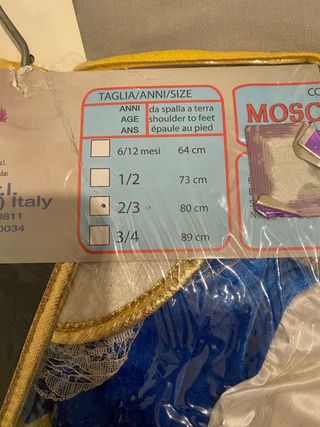 TAGLIA/ANNI/SIZE
ANNI da spalla a terra
AGE shoulder to feet
ANS épaule au pied
6/12 mesi 64 cm
1/2 73 cm
2/3 80 cm
3/4 89 cm
CO
MOSC
Italy
0811
0034